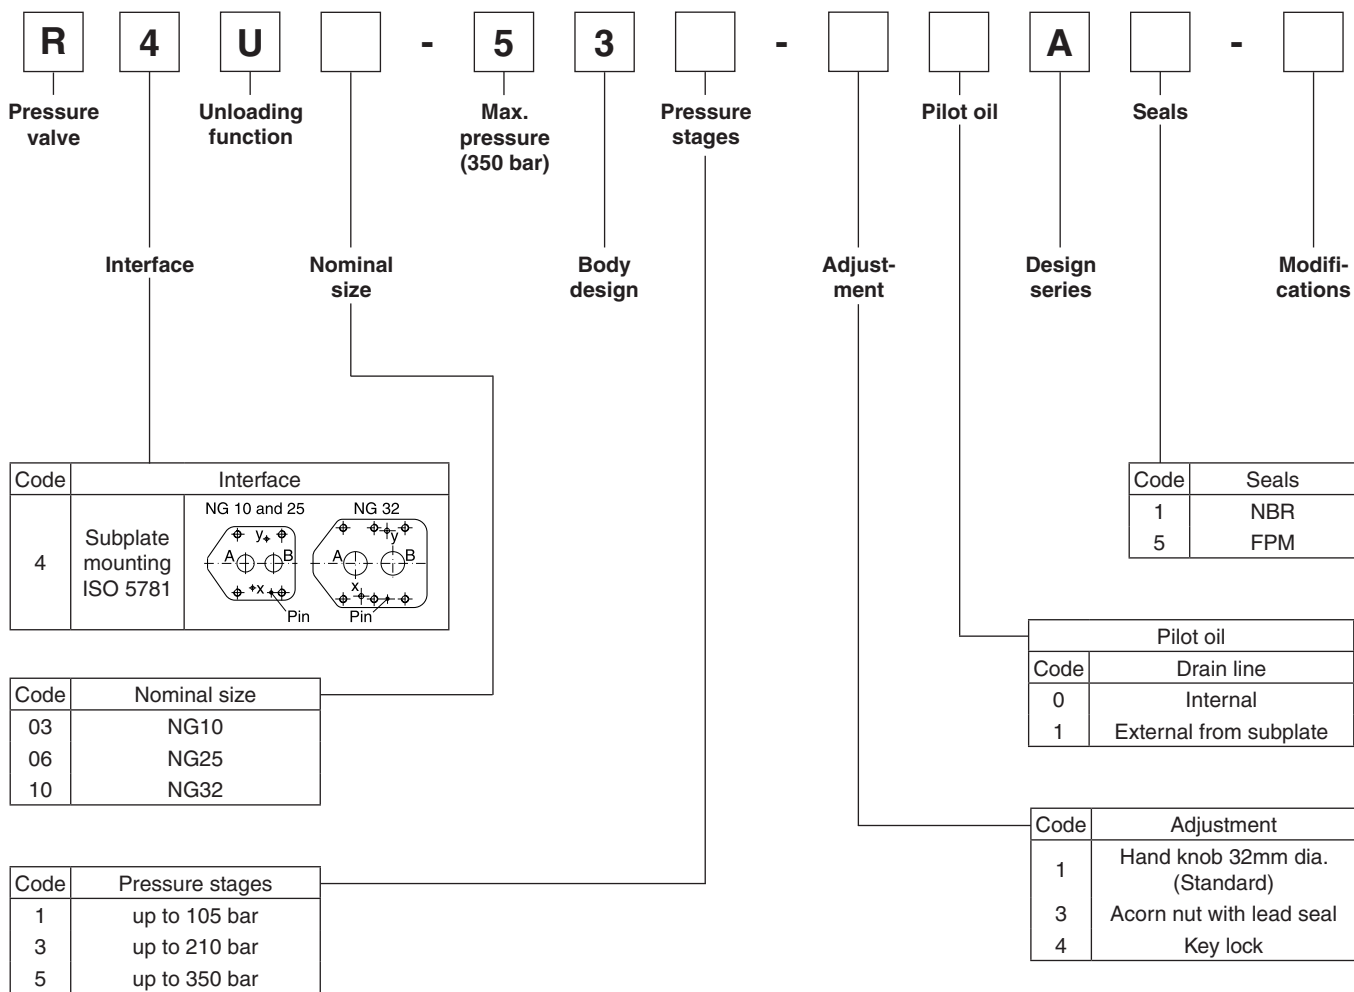 R 4 U - 5 3 - A -
Pressure valve
Unloading function
Max. pressure (350 bar)
Pressure stages
Pilot oil
Seals
Interface
Nominal size
Body design
Adjust-
ment
Design series
Modifi-
cations
Code Interface
4 Subplate mounting ISO 5781
NG 10 and 25 NG 32
y A B x Pin
y A B x Pin
Code Seals
1 NBR
5 FPM
Pilot oil
Code Drain line
0 Internal
1 External from subplate
Code Nominal size
03 NG10
06 NG25
10 NG32
Code Adjustment
1 Hand knob 32mm dia. (Standard)
3 Acorn nut with lead seal
4 Key lock
Code Pressure stages
1 up to 105 bar
3 up to 210 bar
5 up to 350 bar